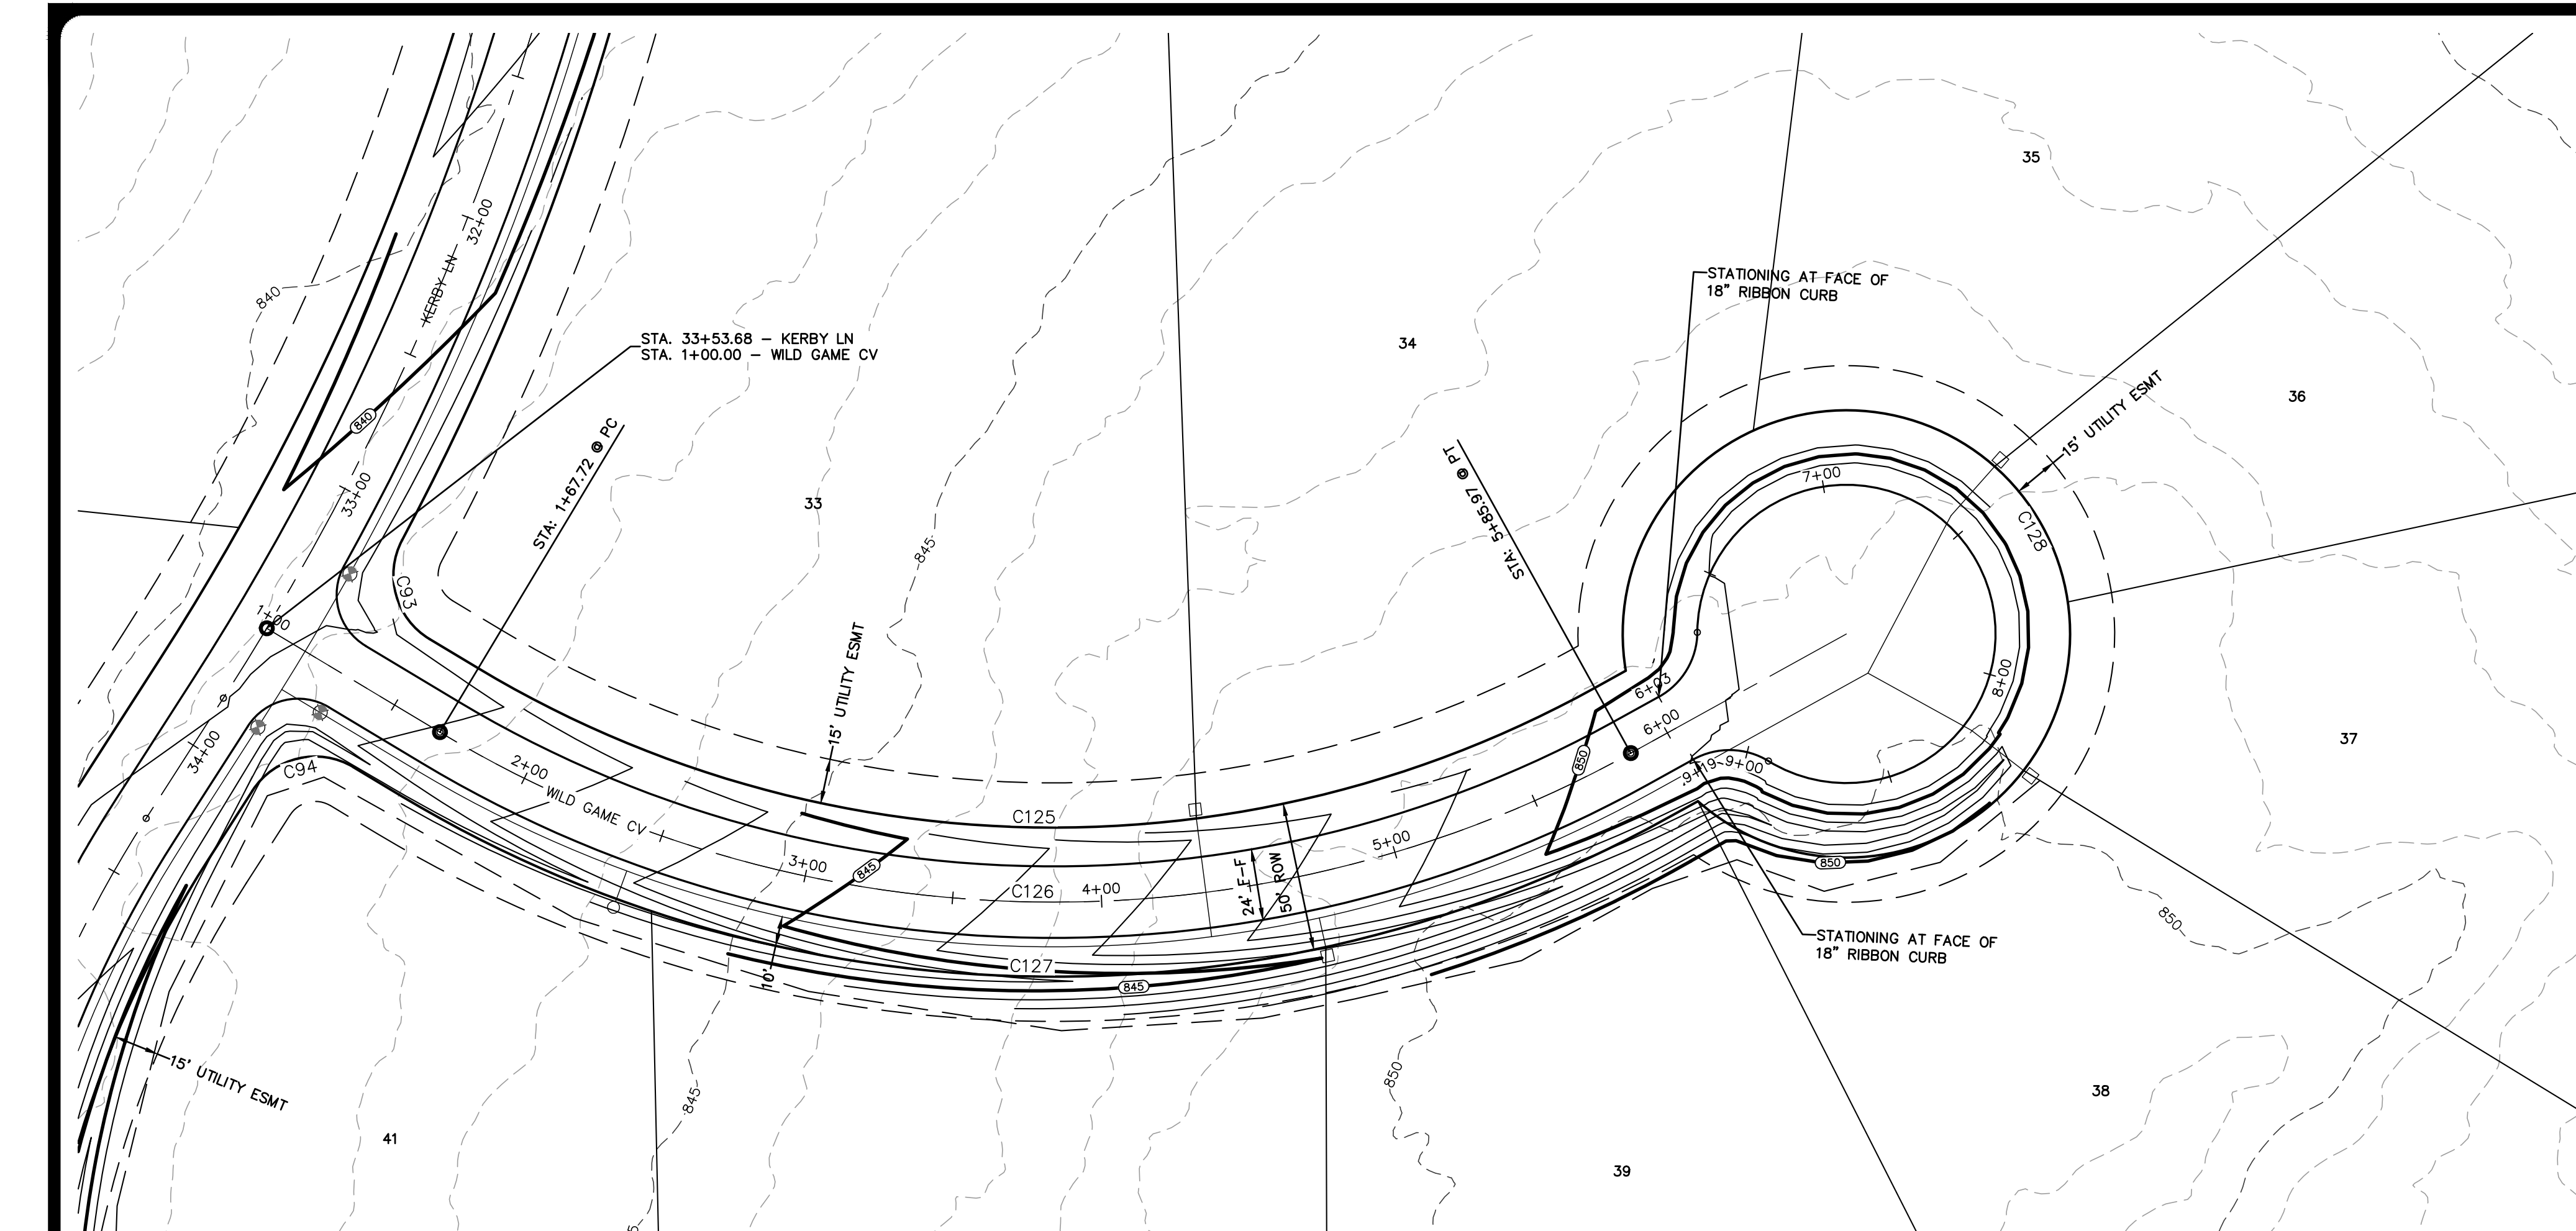 35
32+00
KERBY LN
840
STATIONING AT FACE OF
18" RIBBON CURB
STA. 33+53.68 – KERBY LN
STA. 1+00.00 – WILD GAME CV
34
36
15' UTILITY ESMT
840
STA: 1+67.72 @ PC
STA: 5+85.97 @ PT
7+00
33+00
33
C128
845
C93
1+00
15' UTILITY ESMT
8+00
6+03
6+00
37
34+00
C94
2+00
WILD GAME CV
850
9+19
9+00
C125
5+00
3+00
845
C126
4+00
24' F-F
50' ROW
850
850
STATIONING AT FACE OF
18" RIBBON CURB
C127
10'
845
850
15' UTILITY ESMT
845
38
41
39